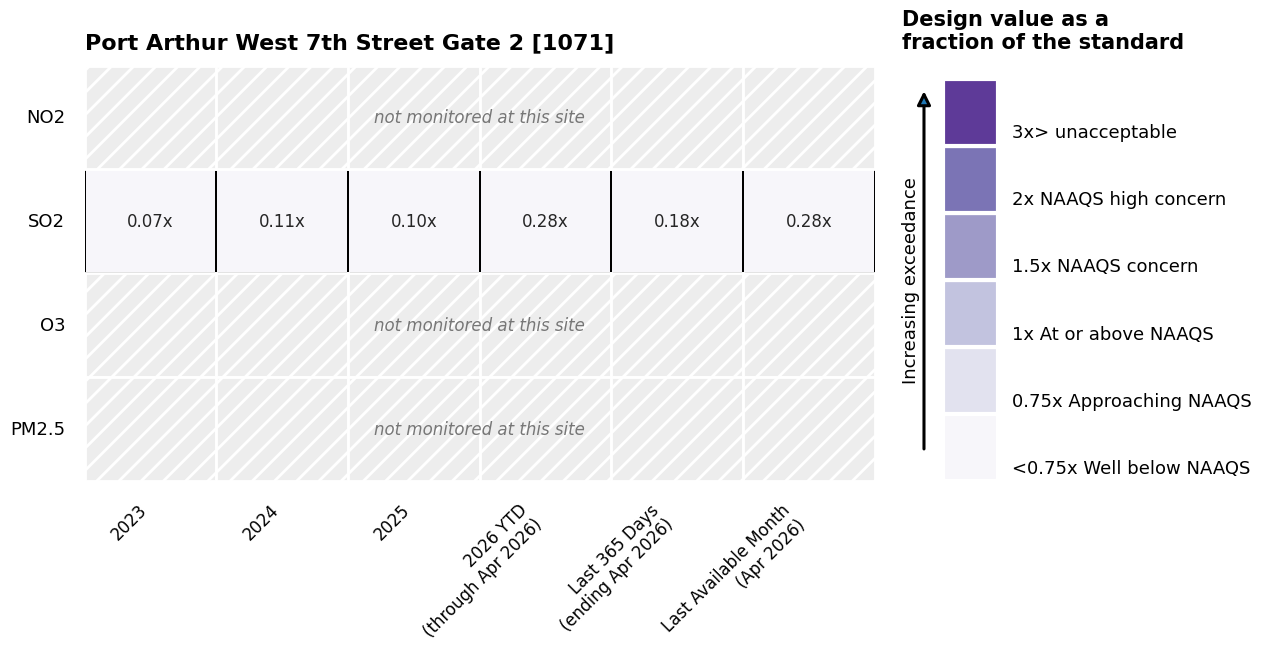 Port Arthur West 7th Street Gate 2 [1071]
NO2
not monitored at this site
SO2
0.07x
0.11x
0.10x
0.28x
0.18x
0.28x
O3
not monitored at this site
PM2.5
not monitored at this site
2023
2024
2025
2026 YTD
(through Apr 2026)
Last 365 Days
(ending Apr 2026)
Last Available Month
(Apr 2026)
Design value as a
fraction of the standard
Increasing exceedance
3x> unacceptable
2x NAAQS high concern
1.5x NAAQS concern
1x At or above NAAQS
0.75x Approaching NAAQS
<0.75x Well below NAAQS